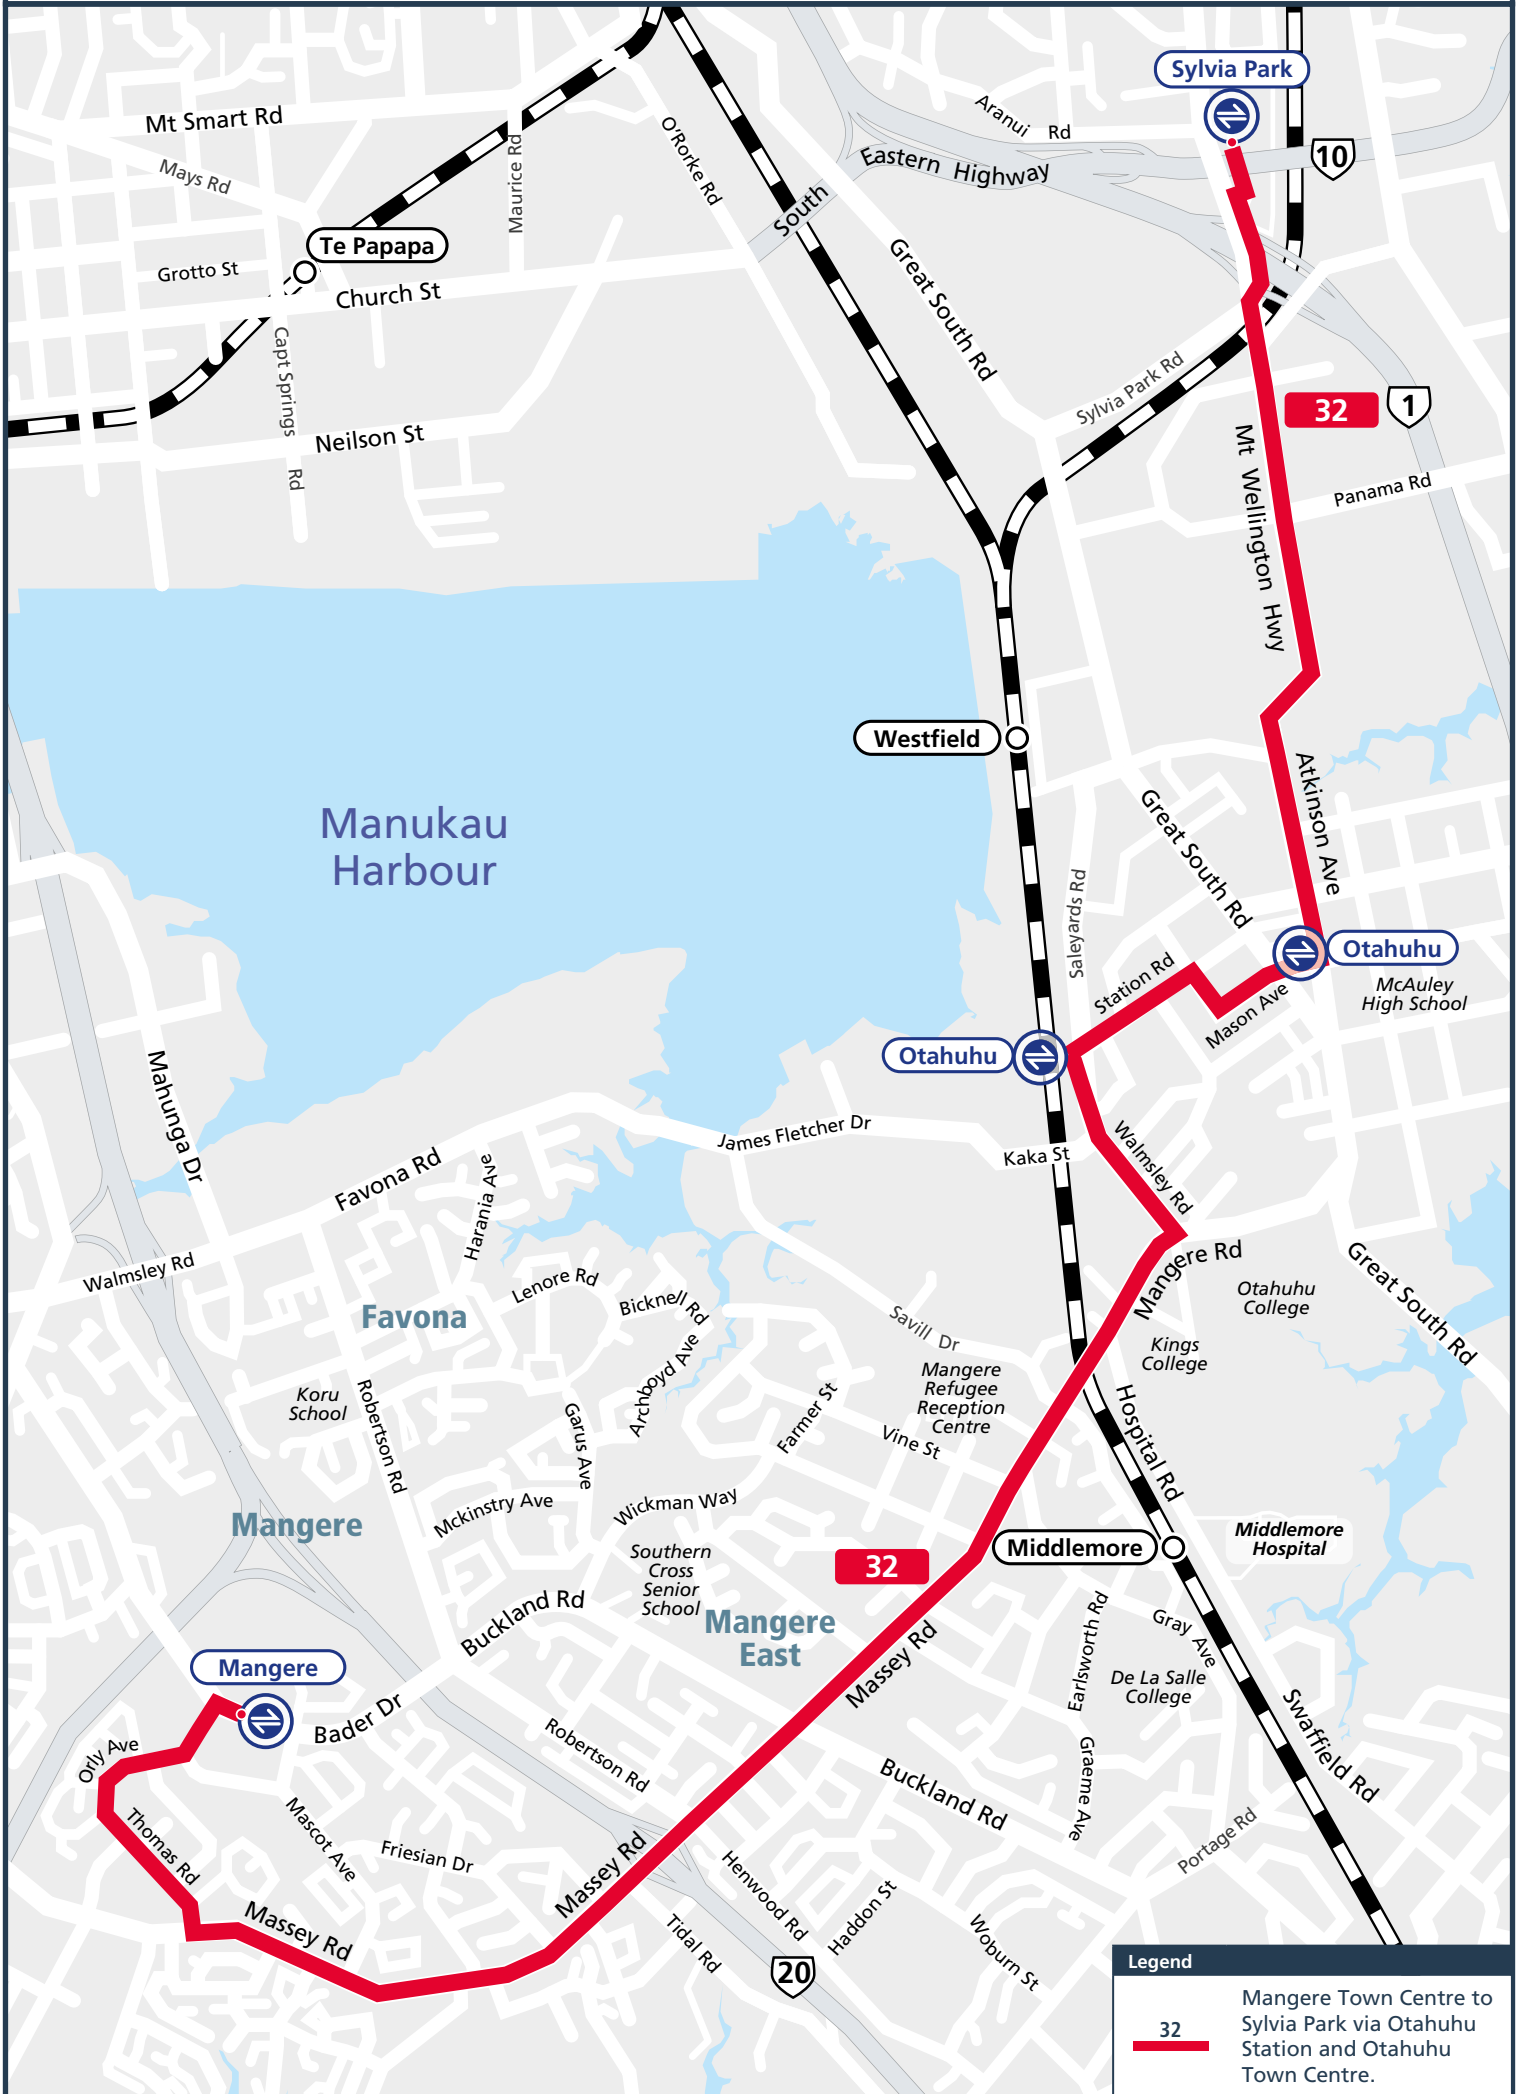 Sylvia Park
Aranui Rd
Mt Smart Rd
Mays Rd
Maurice Rd
O'Rorke Rd
Eastern Highway
10
South
Te Papapa
Grotto St
Church St
Great South Rd
Capt Springs Rd
Neilson St
Sylvia Park Rd
32
1
Mt Wellington Hwy
Panama Rd
Westfield
Manukau
Harbour
Atkinson Ave
Great South Rd
Saleyards Rd
Otahuhu
McAuley
High School
Station Rd
Mason Ave
Otahuhu
Mahunga Dr
James Fletcher Dr
Kaka St
Walmsley Rd
Favona Rd
Harania Ave
Walmsley Rd
Mangere Rd
Great South Rd
Lenore Rd
Bicknell Rd
Otahuhu
College
Favona
Savill Dr
Kings
College
Archboyd Ave
Mangere
Refugee
Reception
Centre
Koru
School
Robertson Rd
Garus Ave
Farmer St
Vine St
Hospital Rd
Mckinstry Ave
Wickman Way
Mangere
Middlemore
Middlemore
Hospital
Southern
Cross
Senior
School
32
Buckland Rd
Mangere
East
Massey Rd
Earlsworth Rd
Gray Ave
De La Salle
College
Mangere
Bader Dr
Swaffield Rd
Orly Ave
Robertson Rd
Buckland Rd
Graeme Ave
Thomas Rd
Mascot Ave
Friesian Dr
Massey Rd
Portage Rd
Henwood Rd
Haddon St
Massey Rd
Tidal Rd
Woburn St
20
Legend
32
Mangere Town Centre to
Sylvia Park via Otahuhu
Station and Otahuhu
Town Centre.